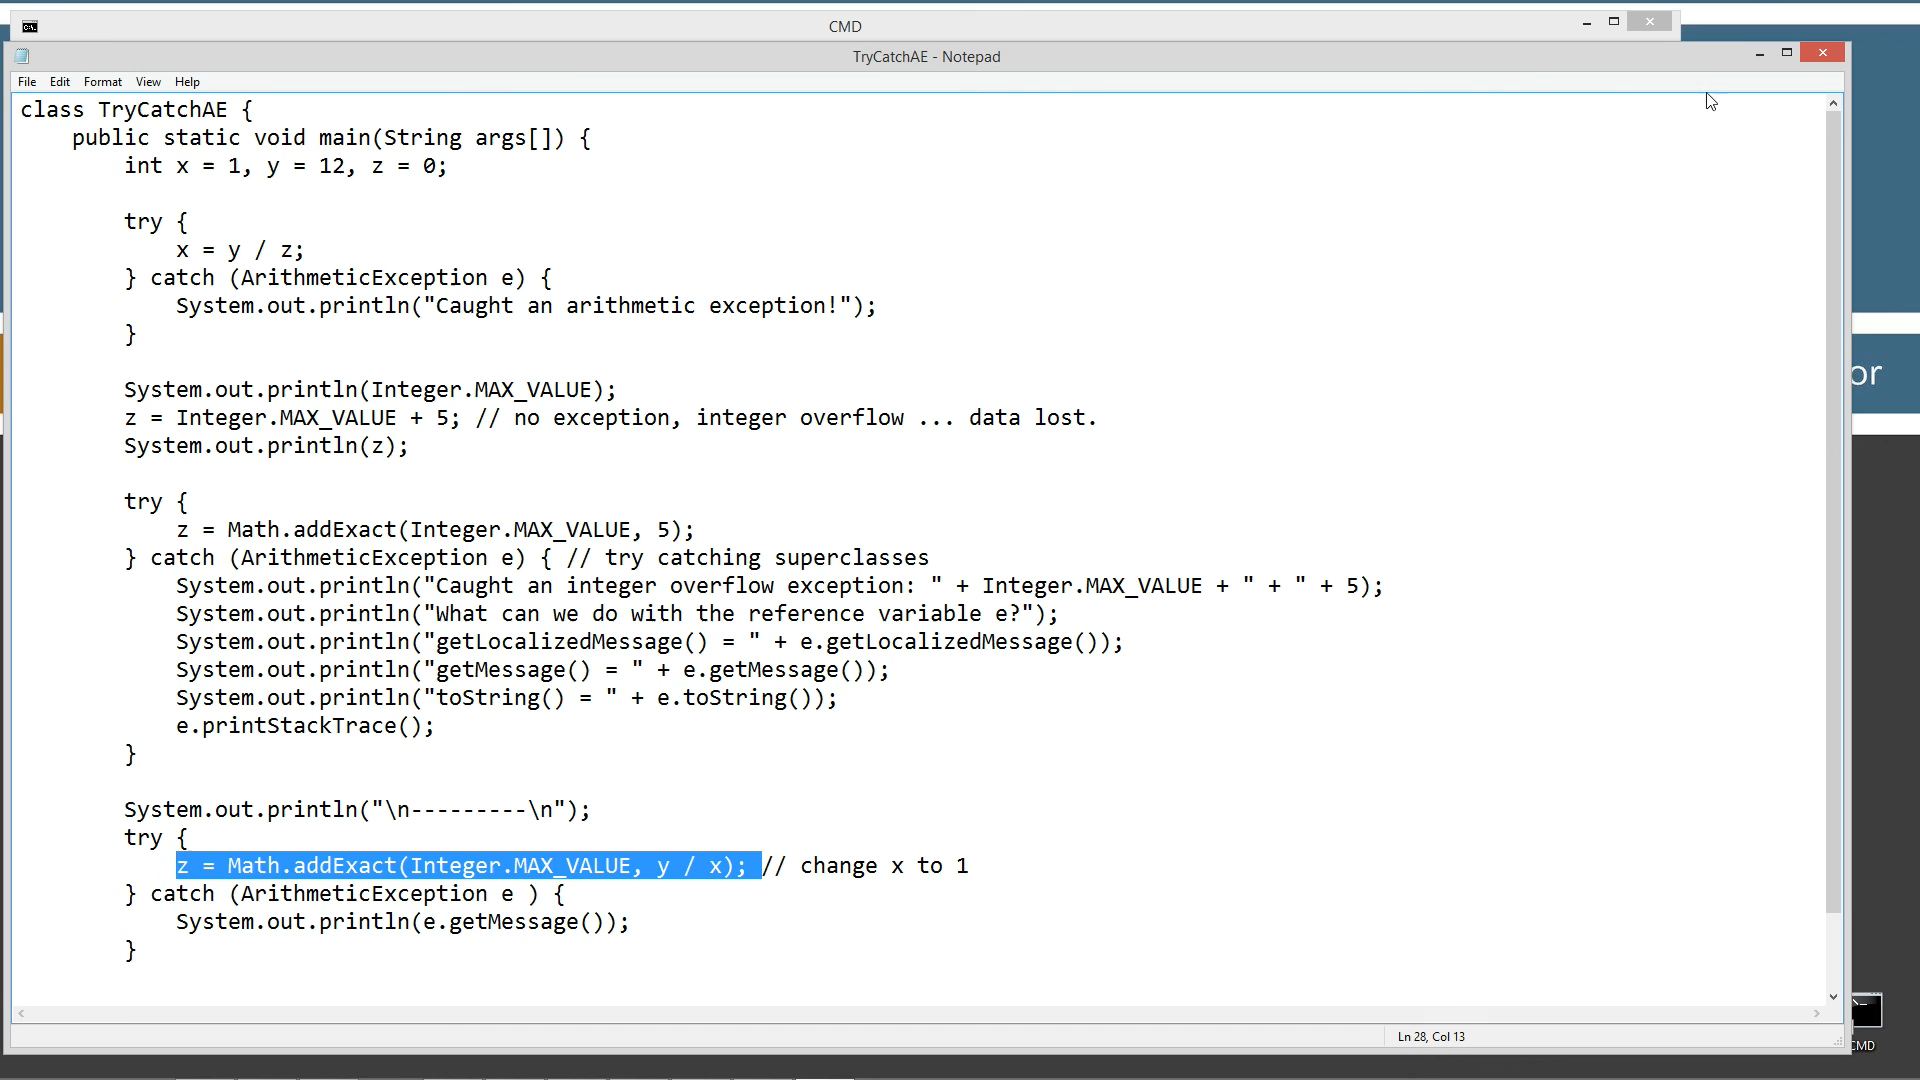 CMD
TryCatchAE - Notepad
File Edit Format View Help
class TryCatchAE {
    public static void main(String args[]) {
        int x = 1, y = 12, z = 0;

        try {
            x = y / z;
        } catch (ArithmeticException e) {
            System.out.println("Caught an arithmetic exception!");
        }

        System.out.println(Integer.MAX_VALUE);
        z = Integer.MAX_VALUE + 5; // no exception, integer overflow ... data lost.
        System.out.println(z);

        try {
            z = Math.addExact(Integer.MAX_VALUE, 5);
        } catch (ArithmeticException e) { // try catching superclasses
            System.out.println("Caught an integer overflow exception: " + Integer.MAX_VALUE + " + " + 5);
            System.out.println("What can we do with the reference variable e?");
            System.out.println("getLocalizedMessage() = " + e.getLocalizedMessage());
            System.out.println("getMessage() = " + e.getMessage());
            System.out.println("toString() = " + e.toString());
            e.printStackTrace();
        }

        System.out.println("\n---------\n");
        try {
            z = Math.addExact(Integer.MAX_VALUE, y / x); // change x to 1
        } catch (ArithmeticException e ) {
            System.out.println(e.getMessage());
        }
Ln 28, Col 13
or
CMD